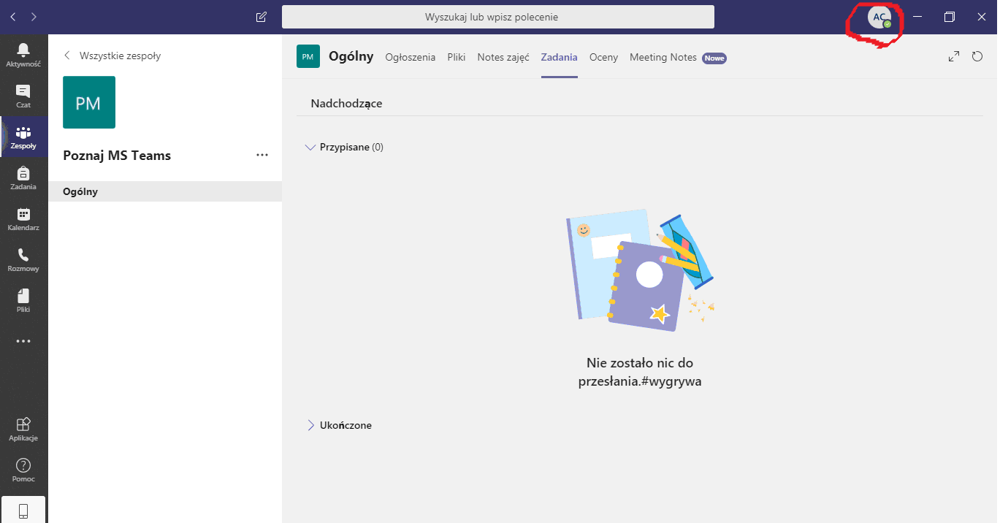 Wyszukaj lub wpisz polecenie
AC
Aktywność
Czat
Zespoły
Zadania
Kalendarz
Rozmowy
Pliki
Aplikacje
Pomoc
Wszystkie zespoły
PM
Poznaj MS Teams
Ogólny
PM Ogólny Ogłoszenia Pliki Notes zajęć Zadania Oceny Meeting Notes Nowe
Nadchodzące
Przypisane (0)
Nie zostało nic do
przesłania.#wygrywa
Ukończone